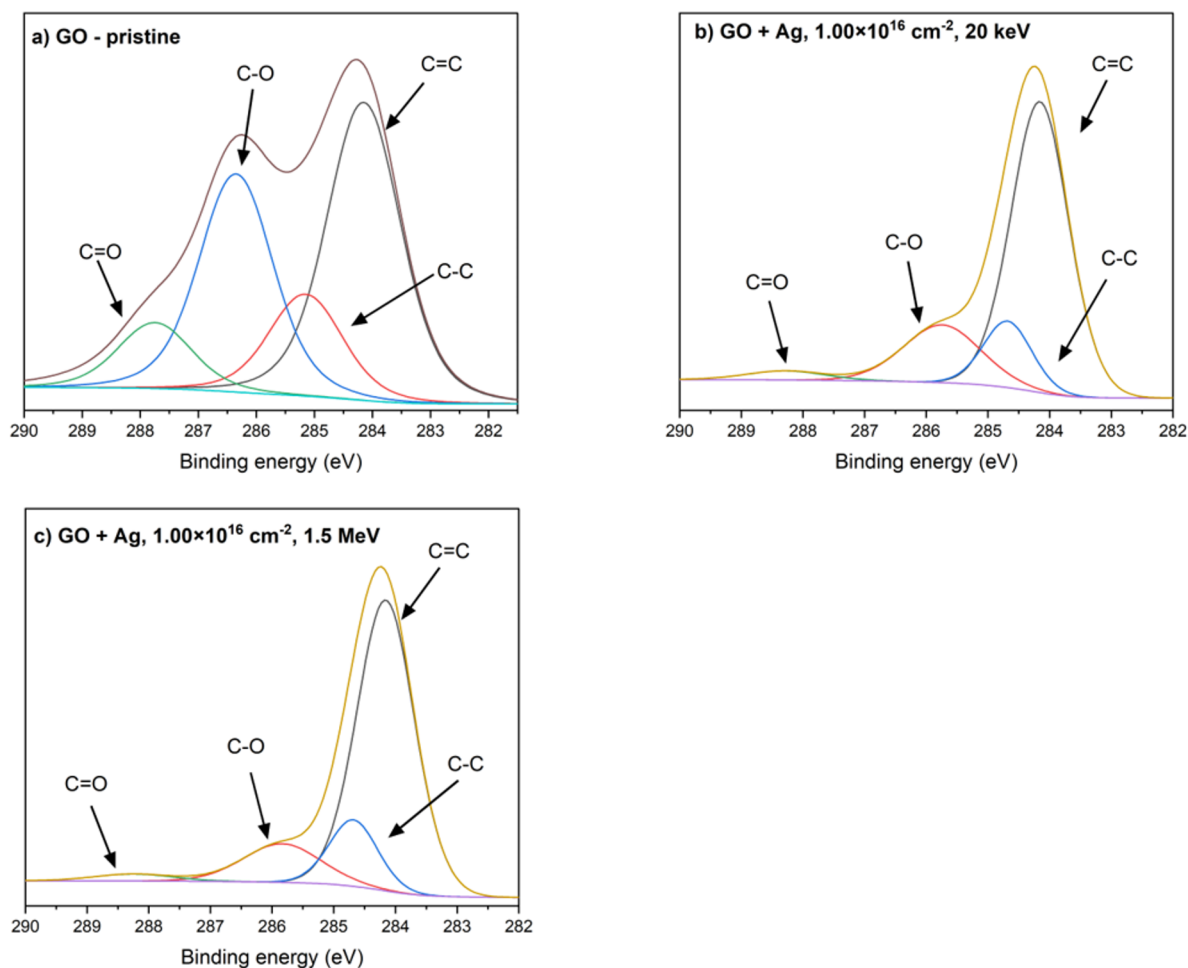 a) GO - pristine
C=C
C-O
C=O
C-C
290 289 288 287 286 285 284 283 282
Binding energy (eV)
b) GO + Ag, 1.00×10¹⁶ cm⁻², 20 keV
C=C
C-O
C-C
C=O
290 289 288 287 286 285 284 283 282
Binding energy (eV)
c) GO + Ag, 1.00×10¹⁶ cm⁻², 1.5 MeV
C=C
C-O
C-C
C=O
290 289 288 287 286 285 284 283 282
Binding energy (eV)